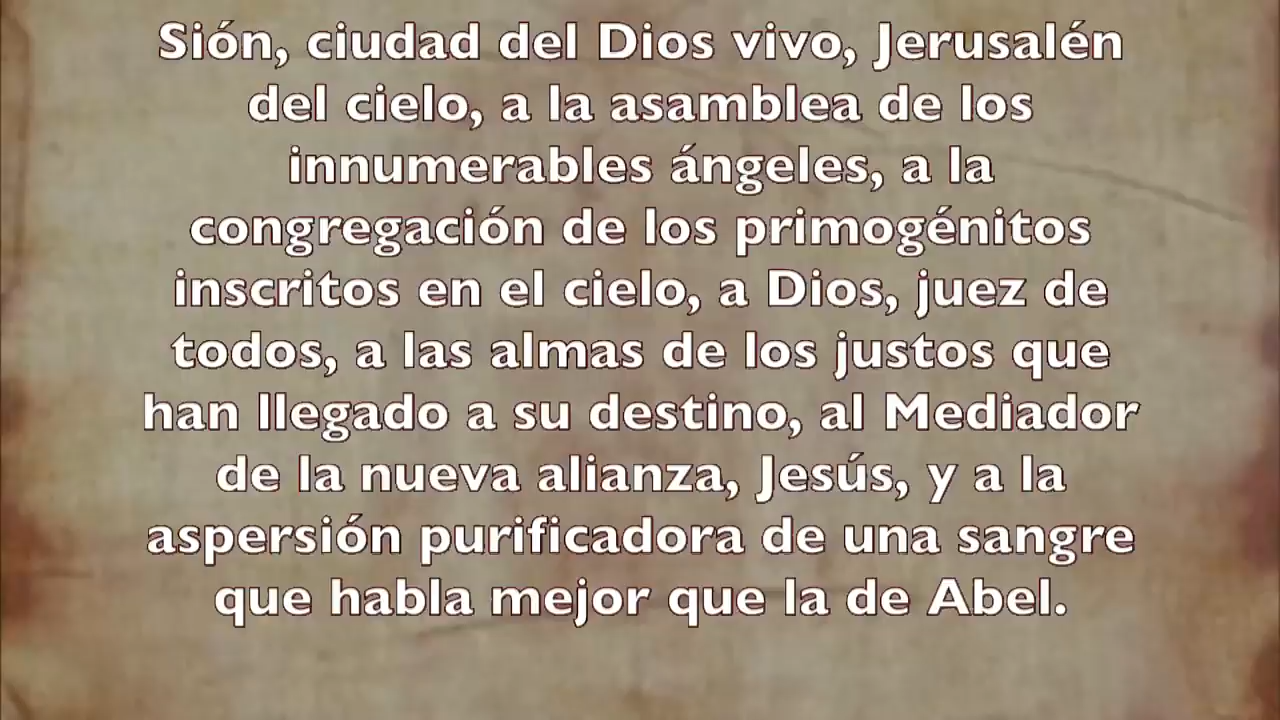 Sión, ciudad del Dios vivo, Jerusalén
del cielo, a la asamblea de los
innumerables ángeles, a la
congregación de los primogénitos
inscritos en el cielo, a Dios, juez de
todos, a las almas de los justos que
han llegado a su destino, al Mediador
de la nueva alianza, Jesús, y a la
aspersión purificadora de una sangre
que habla mejor que la de Abel.